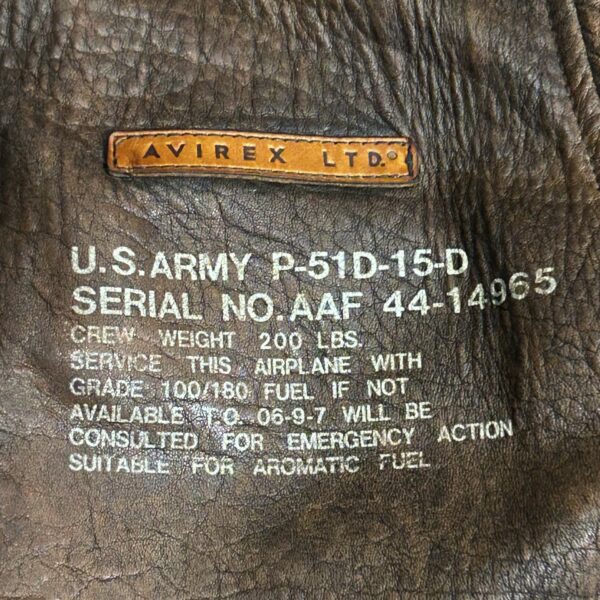 AVIREX LTD.®
U.S.ARMY P-51D-15-D
SERIAL NO.AAF 44-14965
CREW WEIGHT 200 LBS.
SERVICE THIS AIRPLANE WITH
GRADE 100/180 FUEL IF NOT
AVAILABLE T.O. 06-9-7 WILL BE
CONSULTED FOR EMERGENCY ACTION
SUITABLE FOR AROMATIC FUEL